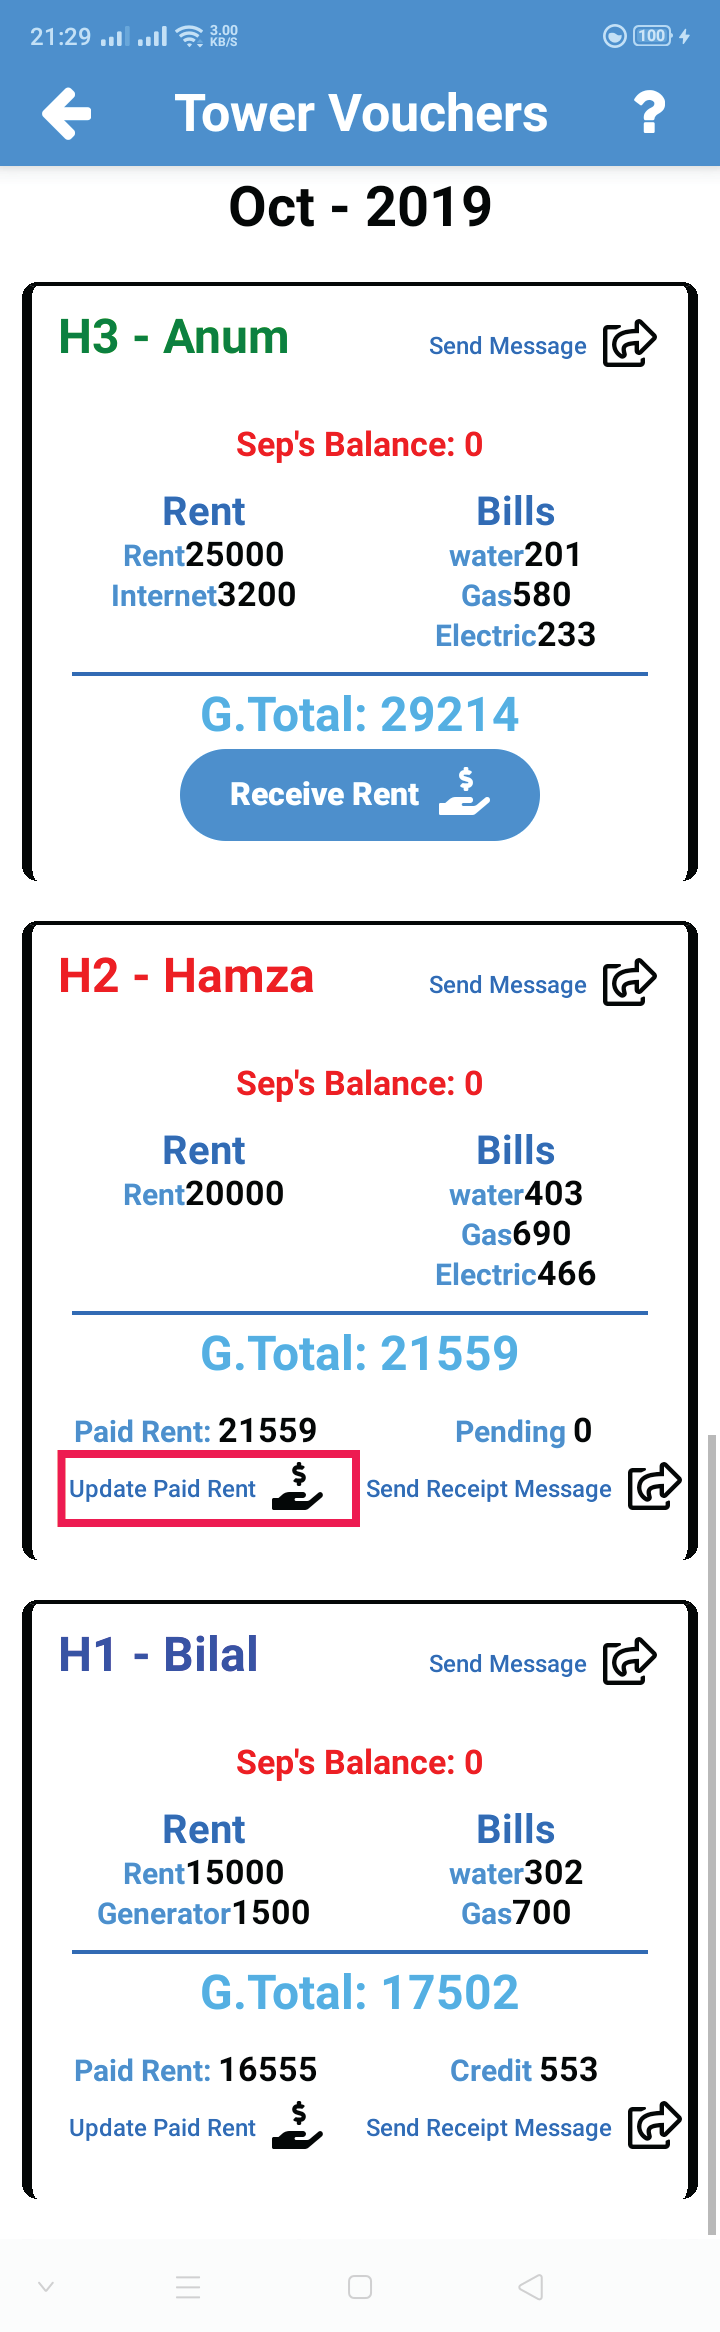 21:29 3.00 KB/S 100
Tower Vouchers ?
Oct - 2019
H3 - Anum Send Message
Sep's Balance: 0
Rent Bills
Rent25000 water201
Internet3200 Gas580
Electric233
G.Total: 29214
Receive Rent $
H2 - Hamza Send Message
Sep's Balance: 0
Rent Bills
Rent20000 water403
Gas690
Electric466
G.Total: 21559
Paid Rent: 21559 Pending 0
Update Paid Rent $ Send Receipt Message
H1 - Bilal Send Message
Sep's Balance: 0
Rent Bills
Rent15000 water302
Generator1500 Gas700
G.Total: 17502
Paid Rent: 16555 Credit 553
Update Paid Rent $ Send Receipt Message